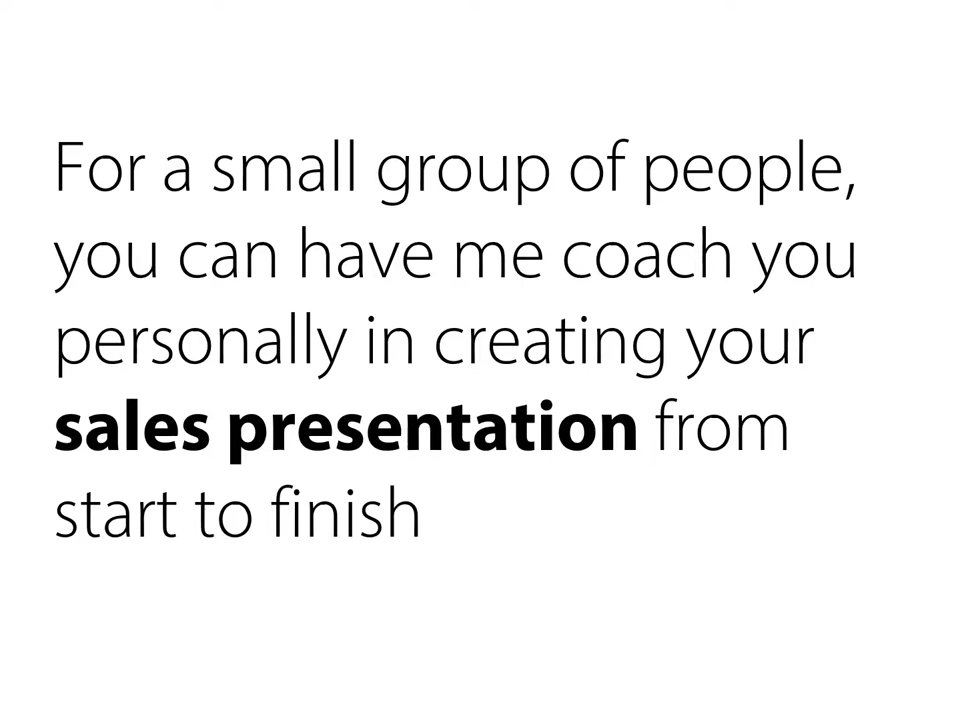 For a small group of people,
you can have me coach you
personally in creating your
sales presentation from
start to finish